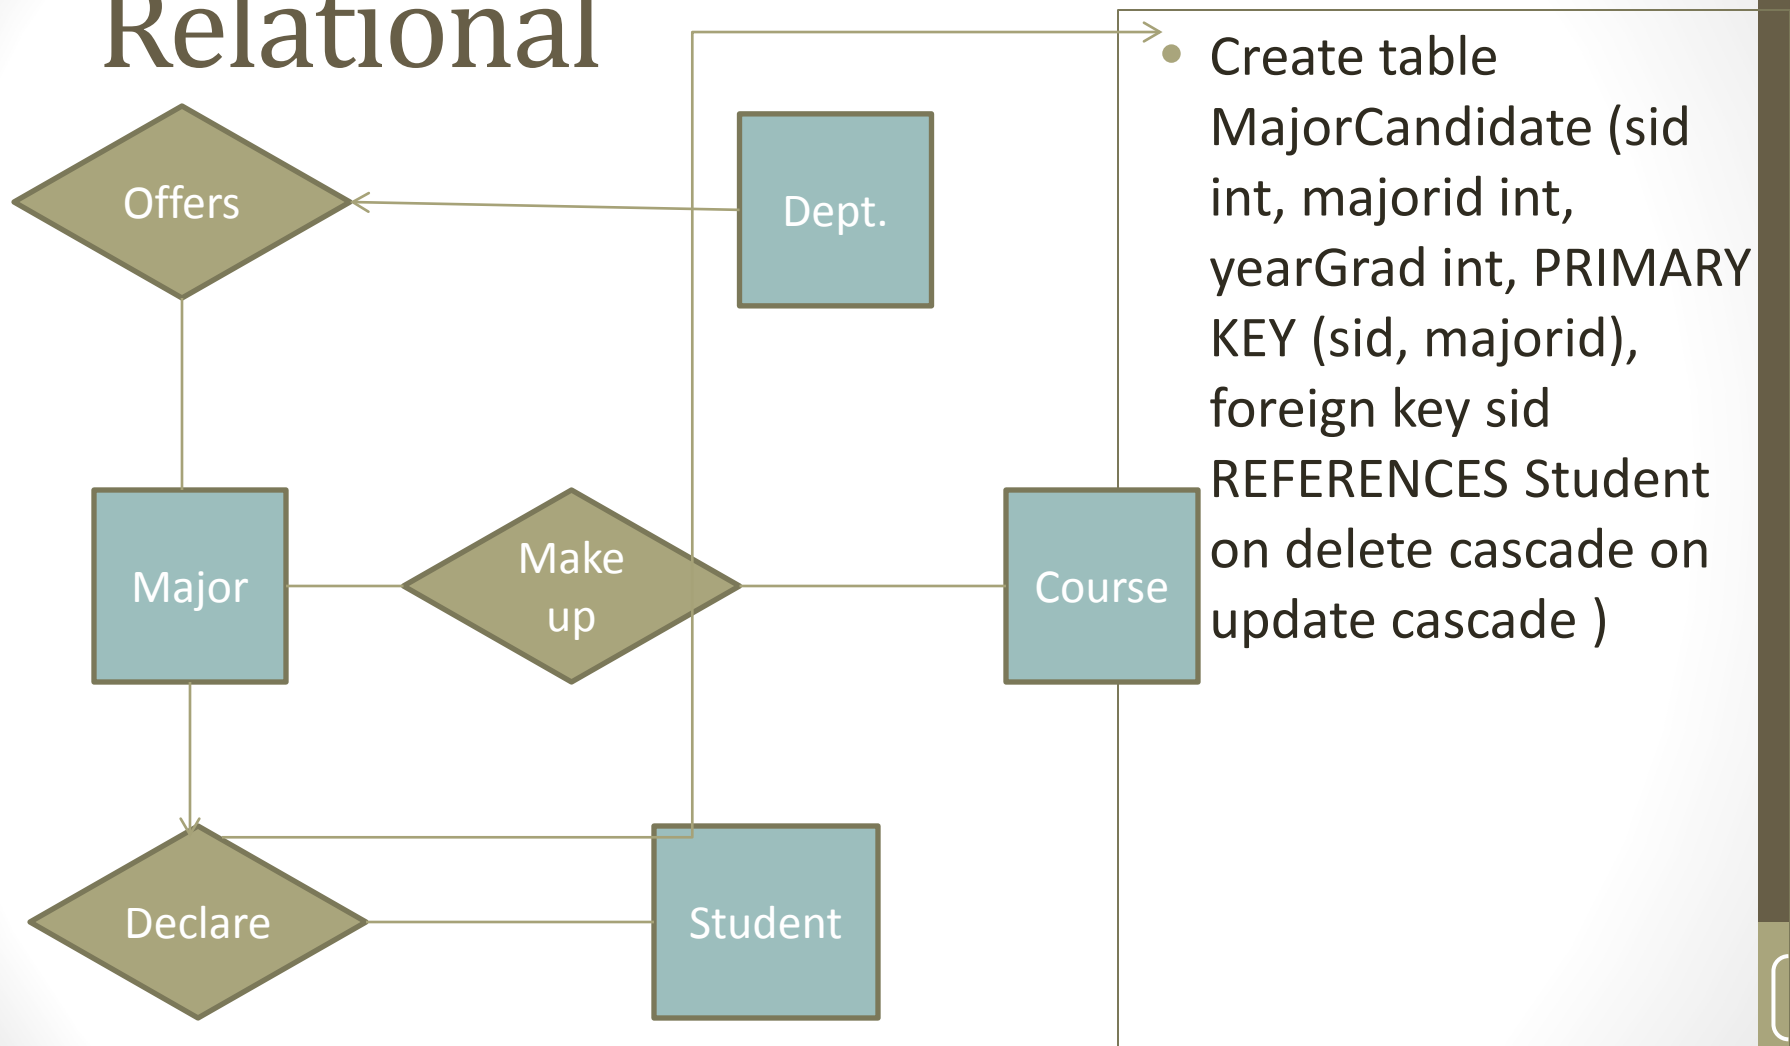 Relational
Offers
Dept.
Major
Make
up
Course
Declare
Student
• Create table
MajorCandidate (sid
int, majorid int,
yearGrad int, PRIMARY
KEY (sid, majorid),
foreign key sid
REFERENCES Student
on delete cascade on
update cascade )